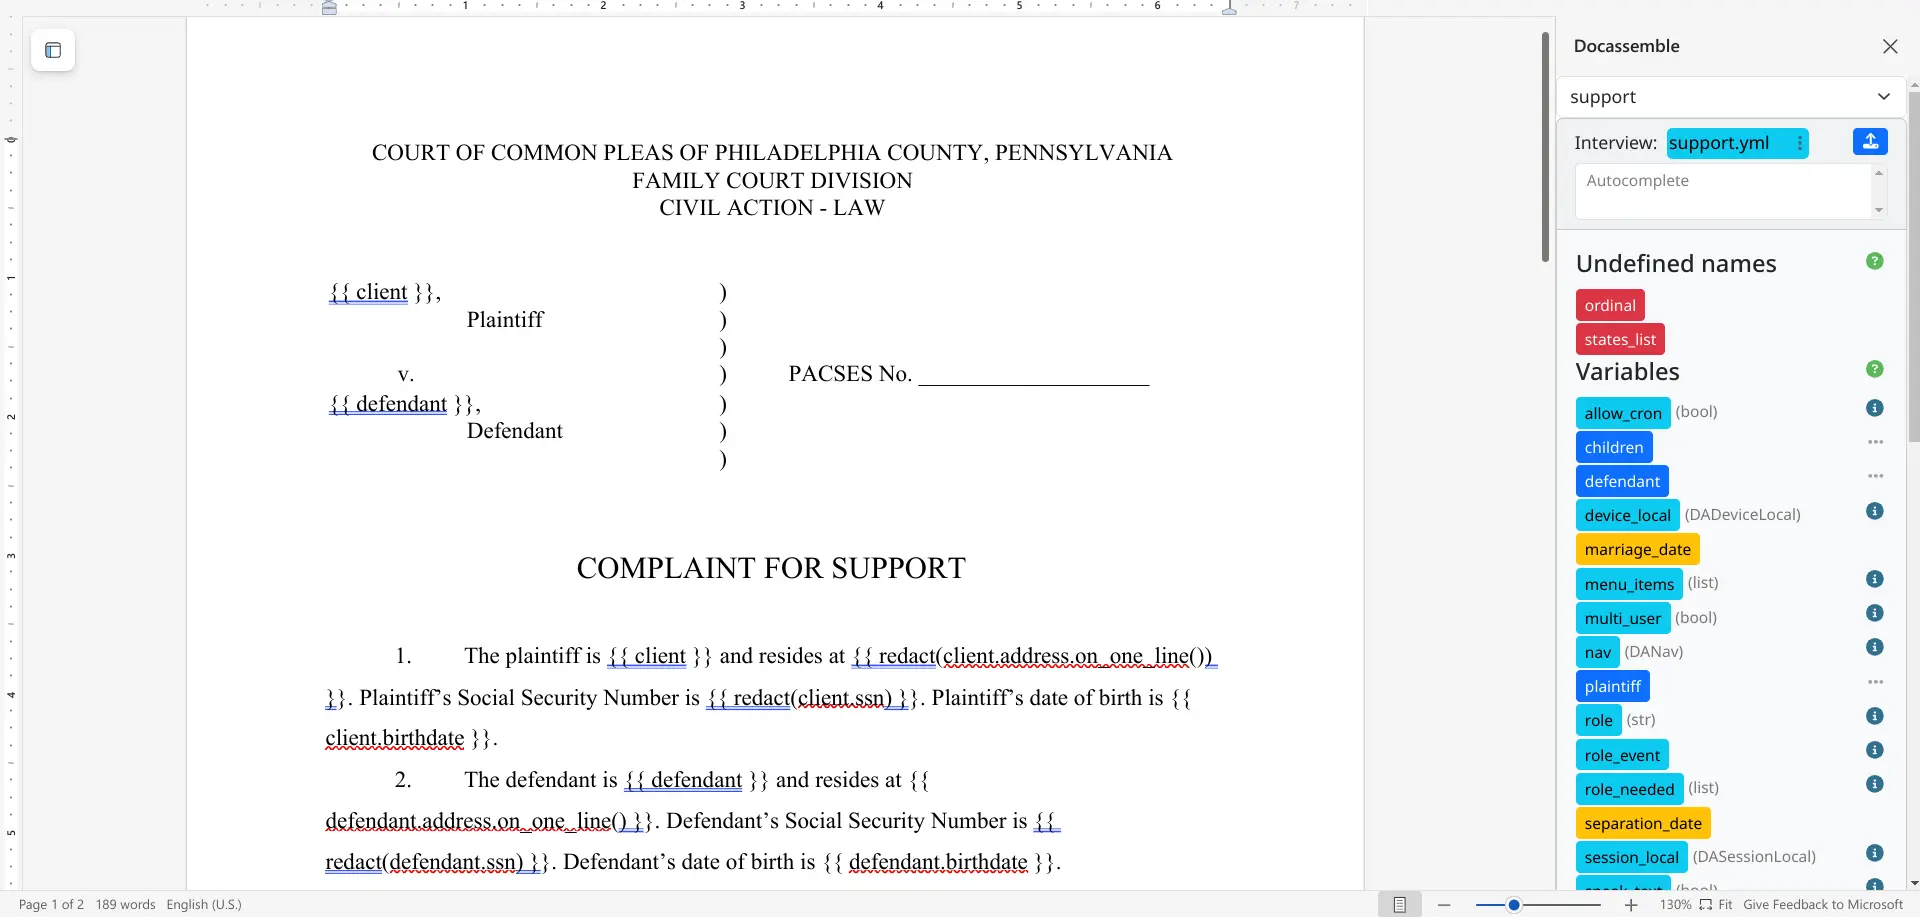 1 2 3 4 5 6 7
COURT OF COMMON PLEAS OF PHILADELPHIA COUNTY, PENNSYLVANIA
FAMILY COURT DIVISION
CIVIL ACTION - LAW
{{ client }}, )
Plaintiff )
)
v. ) PACSES No. _____________________
{{ defendant }}, )
Defendant )
)
COMPLAINT FOR SUPPORT
1. The plaintiff is {{ client }} and resides at {{ redact(client.address.on_one_line())
}}. Plaintiff’s Social Security Number is {{ redact(client.ssn) }}. Plaintiff’s date of birth is {{
client.birthdate }}.
2. The defendant is {{ defendant }} and resides at {{
defendant.address.on_one_line() }}. Defendant’s Social Security Number is {{
redact(defendant.ssn) }}. Defendant’s date of birth is {{ defendant.birthdate }}.
0
1
2
3
4
5
Docassemble
support
Interview: support.yml
Autocomplete
Undefined names
ordinal
states_list
Variables
allow_cron (bool)
children
defendant
device_local (DADeviceLocal)
marriage_date
menu_items (list)
multi_user (bool)
nav (DANav)
plaintiff
role (str)
role_event
role_needed (list)
separation_date
session_local (DASessionLocal)
speak_text (bool)
Page 1 of 2 189 words English (U.S.)
130% Fit Give Feedback to Microsoft